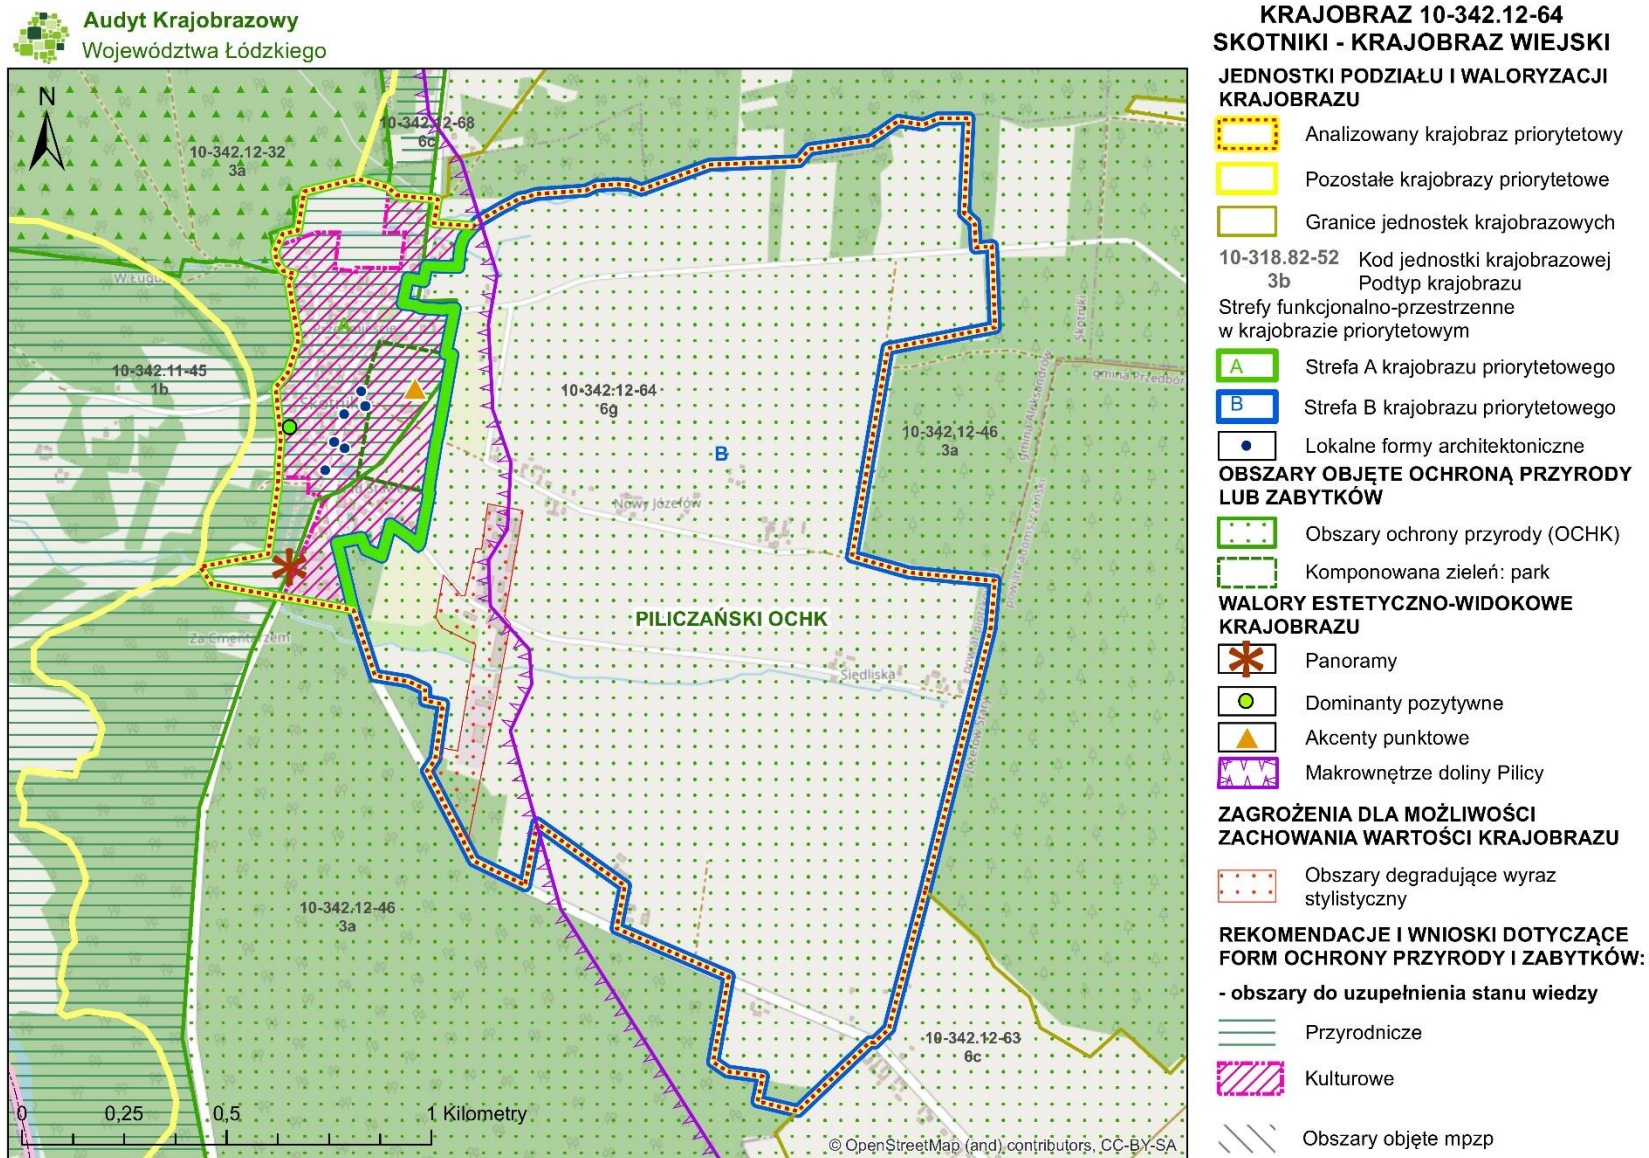 Audyt Krajobrazowy
Województwa Łódzkiego
N
10-342.12-68
6c
10-342.12-32
3a
W.Ługu
A
10-342.11-45
1b
Skotniki
10-342.12-64
6g
B
Nowy Józefów
10-342.12-46
3a
Skotniki
gmina Aleksandrów
gmina Przedbórz
PILICZAŃSKI OCHK
Siedliska
Za Cmentarzem
Józefów Stary
10-342.12-46
3a
10-342.12-63
6c
0
0,25
0,5
1 Kilometry
© OpenStreetMap (and) contributors, CC-BY-SA
KRAJOBRAZ 10-342.12-64
SKOTNIKI - KRAJOBRAZ WIEJSKI
JEDNOSTKI PODZIAŁU I WALORYZACJI
KRAJOBRAZU
Analizowany krajobraz priorytetowy
Pozostałe krajobrazy priorytetowe
Granice jednostek krajobrazowych
10-318.82-52
3b
Kod jednostki krajobrazowej
Podtyp krajobrazu
Strefy funkcjonalno-przestrzenne
w krajobrazie priorytetowym
A
Strefa A krajobrazu priorytetowego
B
Strefa B krajobrazu priorytetowego
Lokalne formy architektoniczne
OBSZARY OBJĘTE OCHRONĄ PRZYRODY
LUB ZABYTKÓW
Obszary ochrony przyrody (OCHK)
Komponowana zieleń: park
WALORY ESTETYCZNO-WIDOKOWE
KRAJOBRAZU
Panoramy
Dominanty pozytywne
Akcenty punktowe
Makrownętrze doliny Pilicy
ZAGROŻENIA DLA MOŻLIWOŚCI
ZACHOWANIA WARTOŚCI KRAJOBRAZU
Obszary degradujące wyraz
stylistyczny
REKOMENDACJE I WNIOSKI DOTYCZĄCE
FORM OCHRONY PRZYRODY I ZABYTKÓW:
- obszary do uzupełnienia stanu wiedzy
Przyrodnicze
Kulturowe
Obszary objęte mpzp